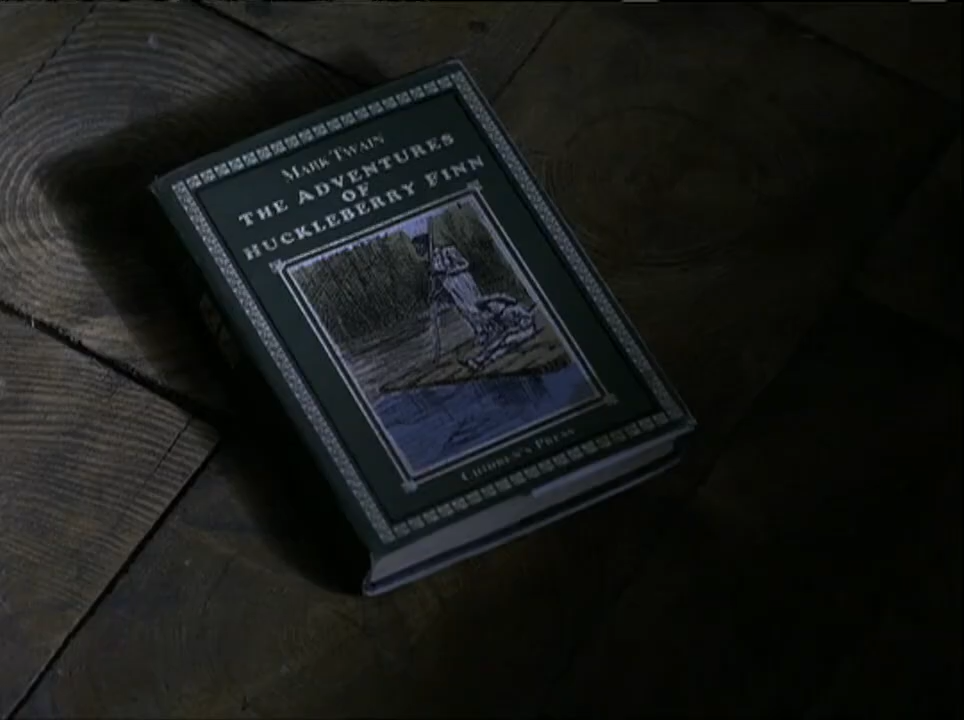 MARK TWAIN
THE ADVENTURES
OF
HUCKLEBERRY FINN
CHILDREN'S PRESS